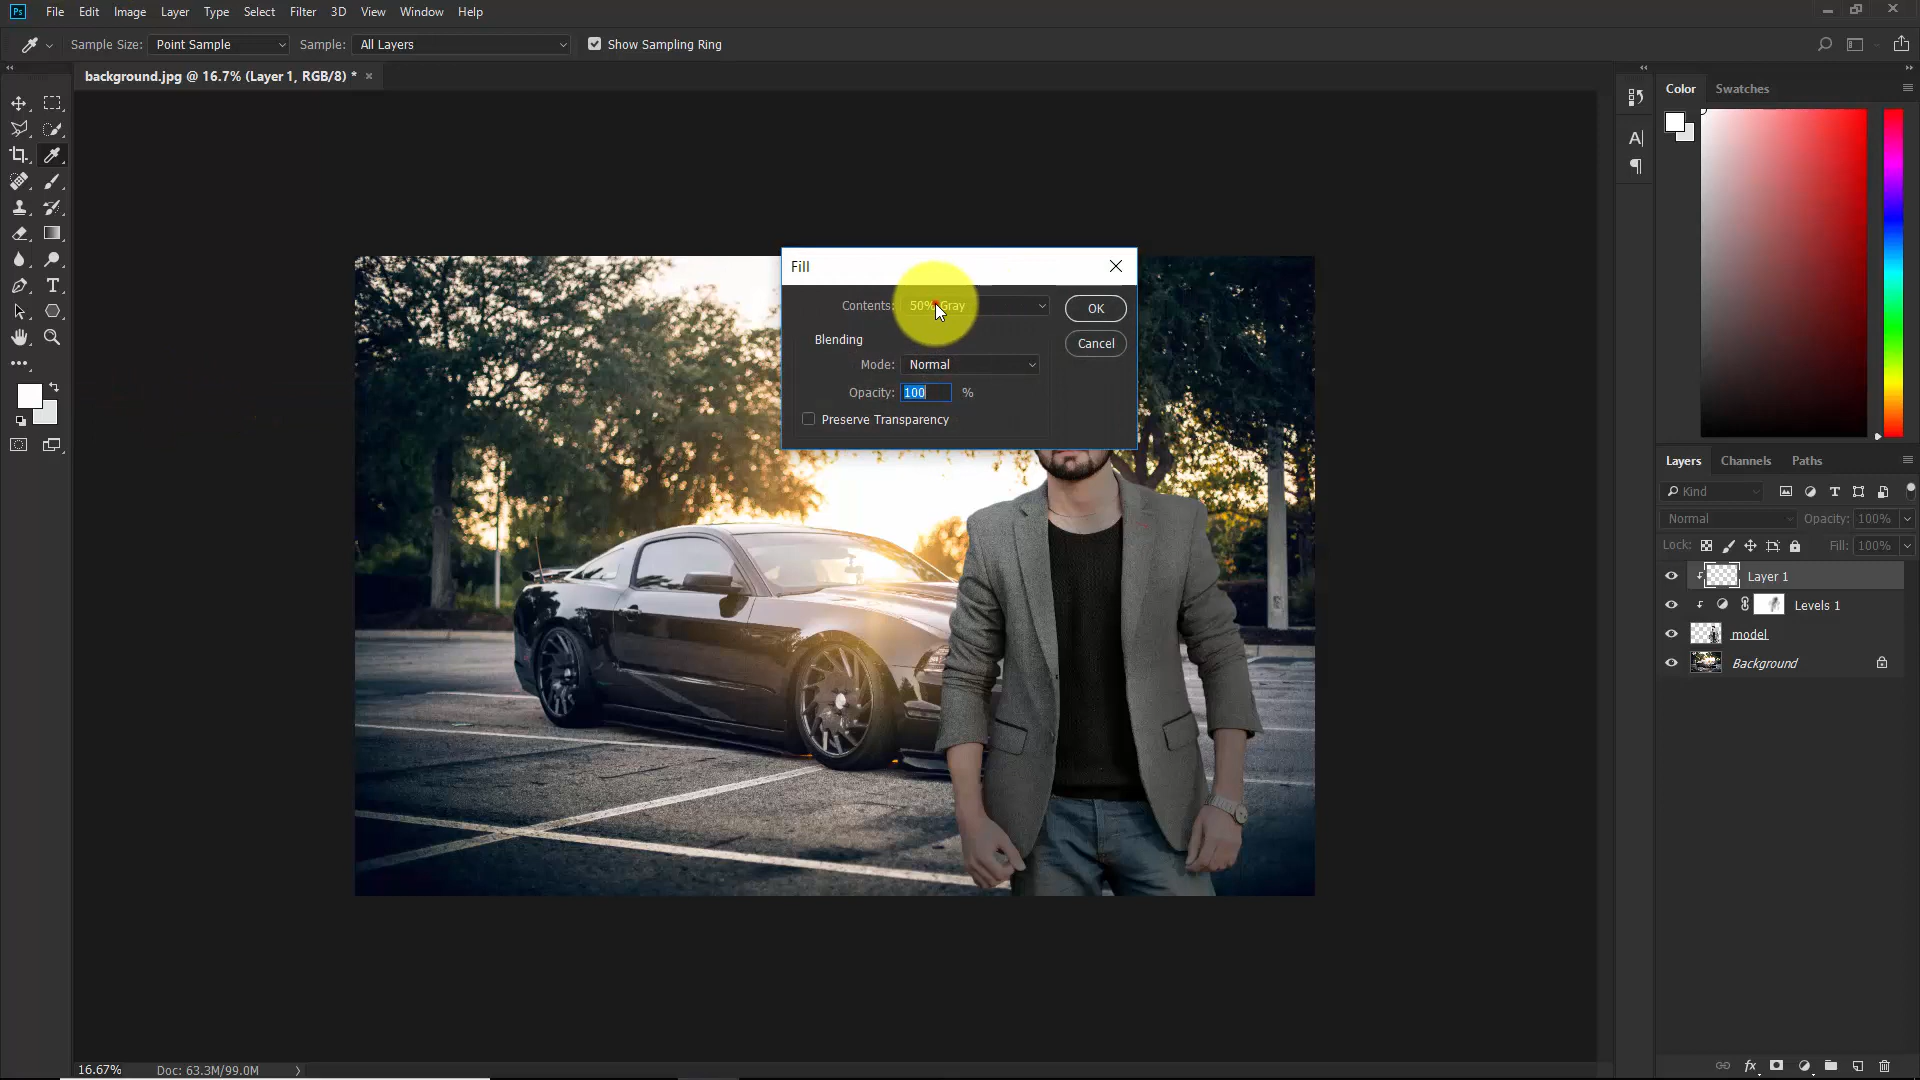 Ps File Edit Image Layer Type Select Filter 3D View Window Help
Sample Size: Point Sample Sample: All Layers Show Sampling Ring
background.jpg @ 16.7% (Layer 1, RGB/8) *
Color Swatches
Fill
Contents: 50% Gray OK
Blending
Cancel
Mode: Normal
Opacity: 100 %
Preserve Transparency
Layers Channels Paths
Kind
Normal Opacity: 100%
Lock: Fill: 100%
Layer 1
Levels 1
model
Background
16.67% Doc: 63.3M/99.0M